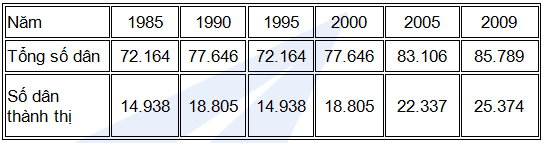 Năm 1985 1990 1995 2000 2005 2009
Tổng số dân 72.164 77.646 72.164 77.646 83.106 85.789
Số dân
thành thị 14.938 18.805 14.938 18.805 22.337 25.374